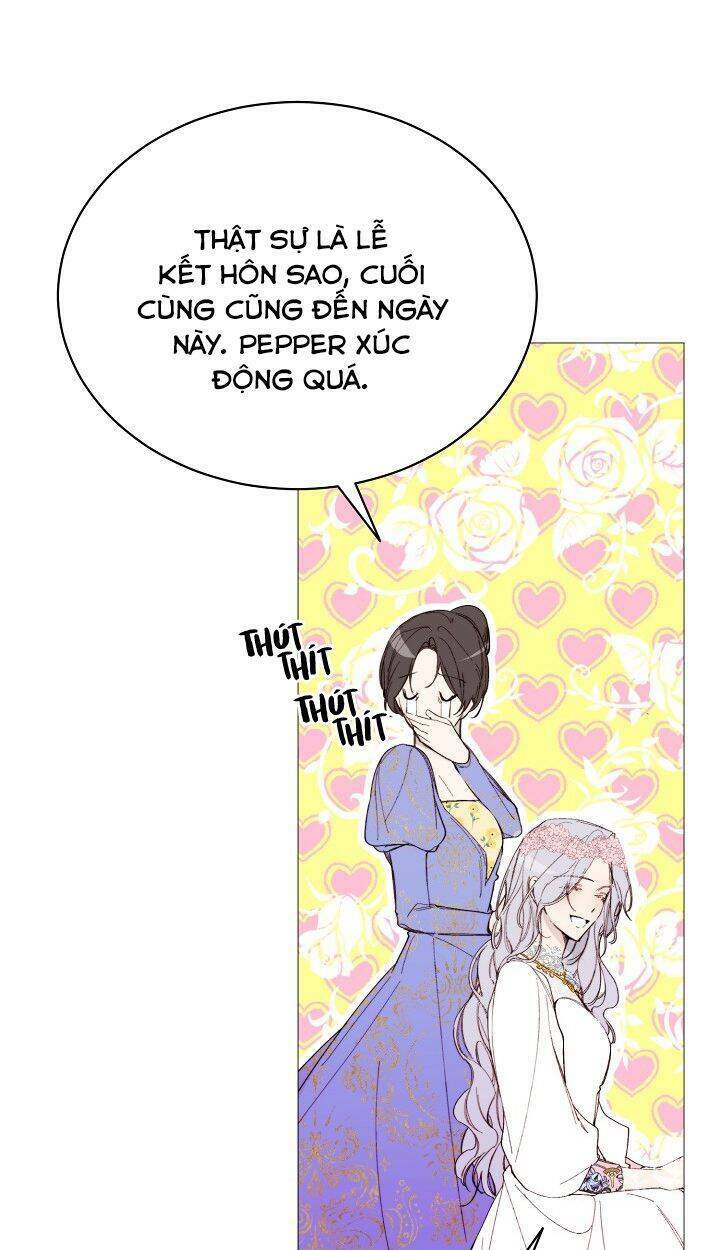 THẬT SỰ LÀ LỄ
KẾT HÔN SAO, CUỐI
CÙNG CŨNG ĐẾN NGÀY
NÀY. PEPPER XÚC
ĐỘNG QUÁ.
THÚT
THÍT
THÚT
THÍT